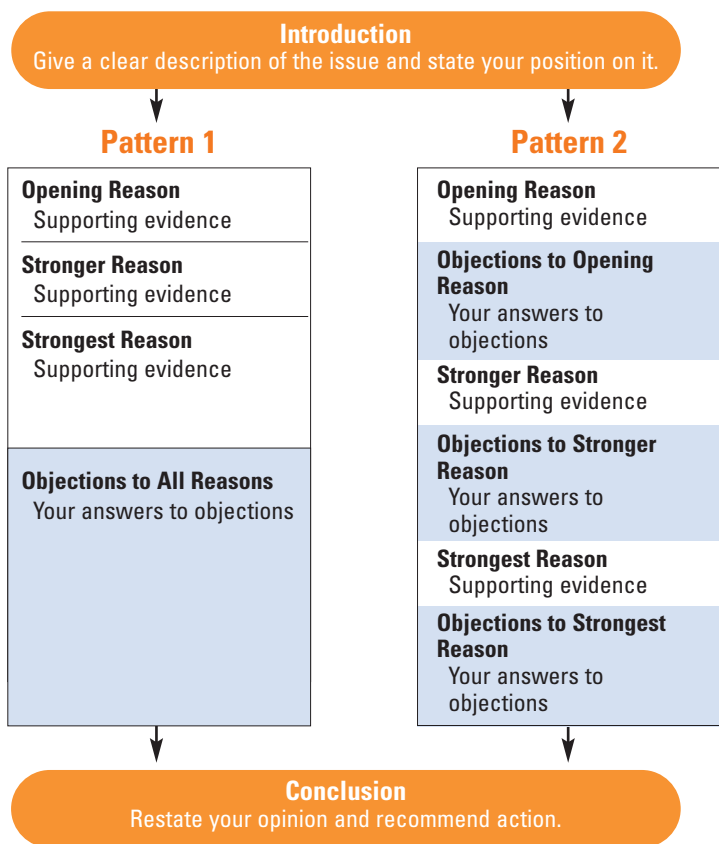 Introduction
Give a clear description of the issue and state your position on it.
Pattern 1
Opening Reason
Supporting evidence
Stronger Reason
Supporting evidence
Strongest Reason
Supporting evidence
Objections to All Reasons
Your answers to objections
Pattern 2
Opening Reason
Supporting evidence
Objections to Opening
Reason
Your answers to
objections
Stronger Reason
Supporting evidence
Objections to Stronger
Reason
Your answers to
objections
Strongest Reason
Supporting evidence
Objections to Strongest
Reason
Your answers to
objections
Conclusion
Restate your opinion and recommend action.